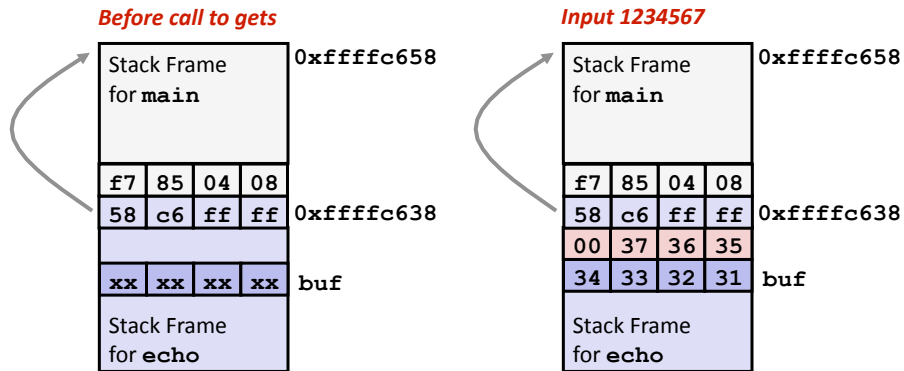 Before call to gets
Stack Frame
for main
0xffffc658
f7 85 04 08
58 c6 ff ff
0xffffc638
xx xx xx xx
buf
Stack Frame
for echo
Input 1234567
Stack Frame
for main
0xffffc658
f7 85 04 08
58 c6 ff ff
0xffffc638
00 37 36 35
34 33 32 31
buf
Stack Frame
for echo